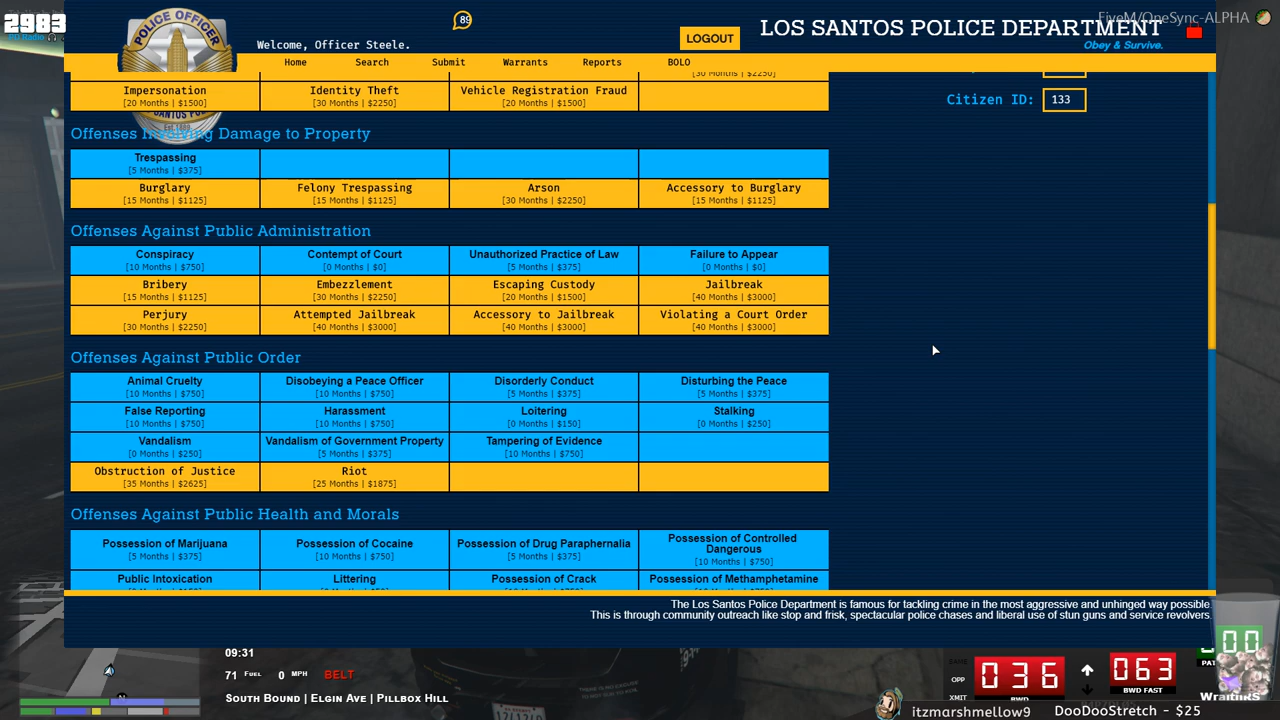 2983
89
FiveM/OneSync-ALPHA
LOS SANTOS POLICE DEPARTMENT
Obey & Survive.
POLICE OFFICER
Welcome, Officer Steele.
LOGOUT
Home Search Submit Warrants Reports BOLO
[30 Months | $2250]
Impersonation Identity Theft Vehicle Registration Fraud
[20 Months | $1500] [30 Months | $2250] [20 Months | $1500]
Citizen ID: 133
Offenses Involving Damage to Property
Trespassing
[5 Months | $375]
Burglary Felony Trespassing Arson Accessory to Burglary
[15 Months | $1125] [15 Months | $1125] [30 Months | $2250] [15 Months | $1125]
Offenses Against Public Administration
Conspiracy Contempt of Court Unauthorized Practice of Law Failure to Appear
[10 Months | $750] [0 Months | $0] [5 Months | $375] [0 Months | $0]
Bribery Embezzlement Escaping Custody Jailbreak
[15 Months | $1125] [30 Months | $2250] [20 Months | $1500] [40 Months | $3000]
Perjury Attempted Jailbreak Accessory to Jailbreak Violating a Court Order
[30 Months | $2250] [40 Months | $3000] [40 Months | $3000] [40 Months | $3000]
Offenses Against Public Order
Animal Cruelty Disobeying a Peace Officer Disorderly Conduct Disturbing the Peace
[10 Months | $750] [10 Months | $750] [5 Months | $375] [5 Months | $375]
False Reporting Harassment Loitering Stalking
[10 Months | $750] [10 Months | $750] [0 Months | $150] [0 Months | $250]
Vandalism Vandalism of Government Property Tampering of Evidence
[0 Months | $250] [5 Months | $375] [10 Months | $750]
Obstruction of Justice Riot
[35 Months | $2625] [25 Months | $1875]
Offenses Against Public Health and Morals
Possession of Marijuana Possession of Cocaine Possession of Drug Paraphernalia Possession of Controlled Dangerous
[5 Months | $375] [10 Months | $750] [5 Months | $375] [10 Months | $750]
Public Intoxication Littering Possession of Crack Possession of Methamphetamine
The Los Santos Police Department is famous for tackling crime in the most aggressive and unhinged way possible.
This is through community outreach like stop and frisk, spectacular police chases and liberal use of stun guns and service revolvers.
09:31
71 FUEL 0 MPH BELT
SOUTH BOUND | ELGIN AVE | PILLBOX HILL
OPP
XMIT
036
063
BWD FAST
00
PAT
WraithRS
itzmarshmellow9
DooDooStretch - $25